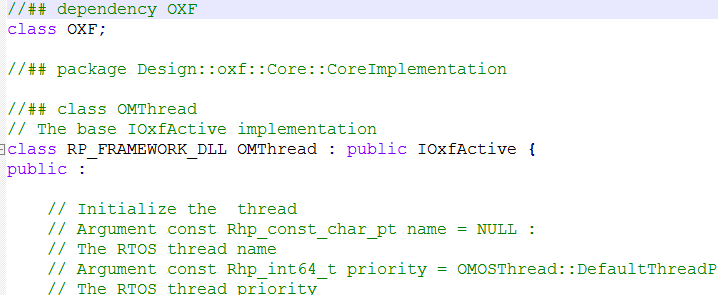 //## dependency OXF
class OXF;
//## package Design::oxf::Core::CoreImplementation
//## class OMThread
// The base IOxfActive implementation
class RP_FRAMEWORK_DLL OMThread : public IOxfActive {
public :
// Initialize the  thread
// Argument const Rhp_const_char_pt name = NULL :
// The RTOS thread name
// Argument const Rhp_int64_t priority = OMOSThread::DefaultThreadP
// The RTOS thread priority